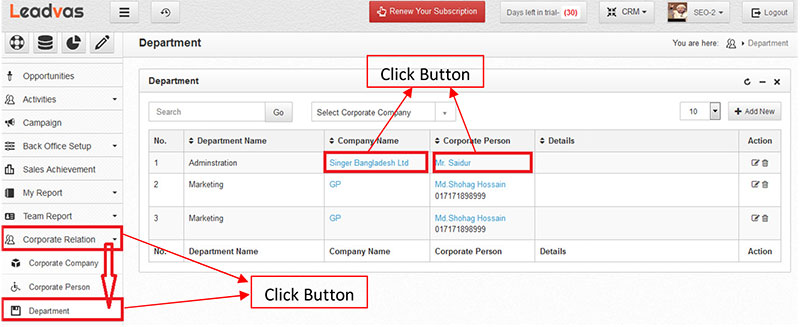 Leadvas
Renew Your Subscription
Days left in trial- (30)
CRM
SEO-2
Logout
Department
You are here: > Department
Opportunities
Activities
Campaign
Back Office Setup
Sales Achievement
My Report
Team Report
Corporate Relation
Corporate Company
Corporate Person
Department
Click Button
Department
Search Go Select Corporate Company 10 Add New
No. Department Name Company Name Corporate Person Details Action
1 Adminstration Singer Bangladesh Ltd Mr. Saidur
2 Marketing GP Md.Shohag Hossain
017171898999
3 Marketing GP Md.Shohag Hossain
017171898999
No. Department Name Company Name Corporate Person Details Action
Click Button